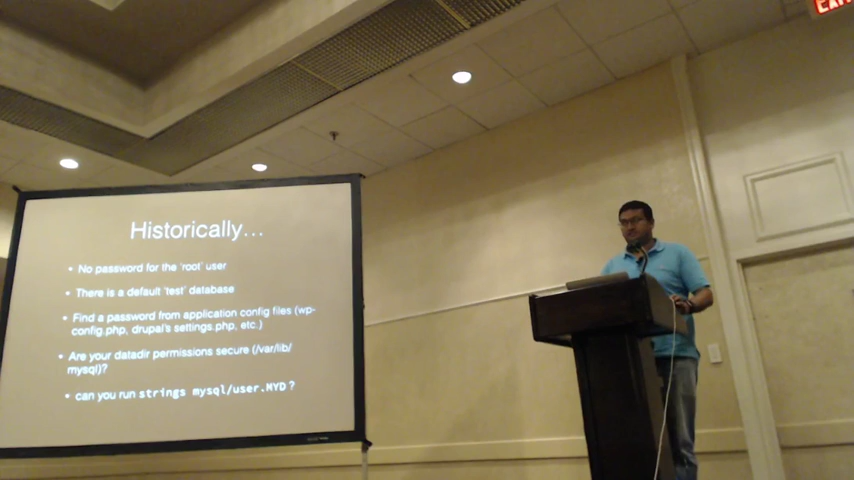 EXIT
Historically...
• No password for the 'root' user
• There is a default 'test' database
• Find a password from application config files (wp-
config.php, drupal's settings.php, etc.)
• Are your datadir permissions secure (/var/lib/
mysql)?
• can you run strings mysql/user.MYD ?